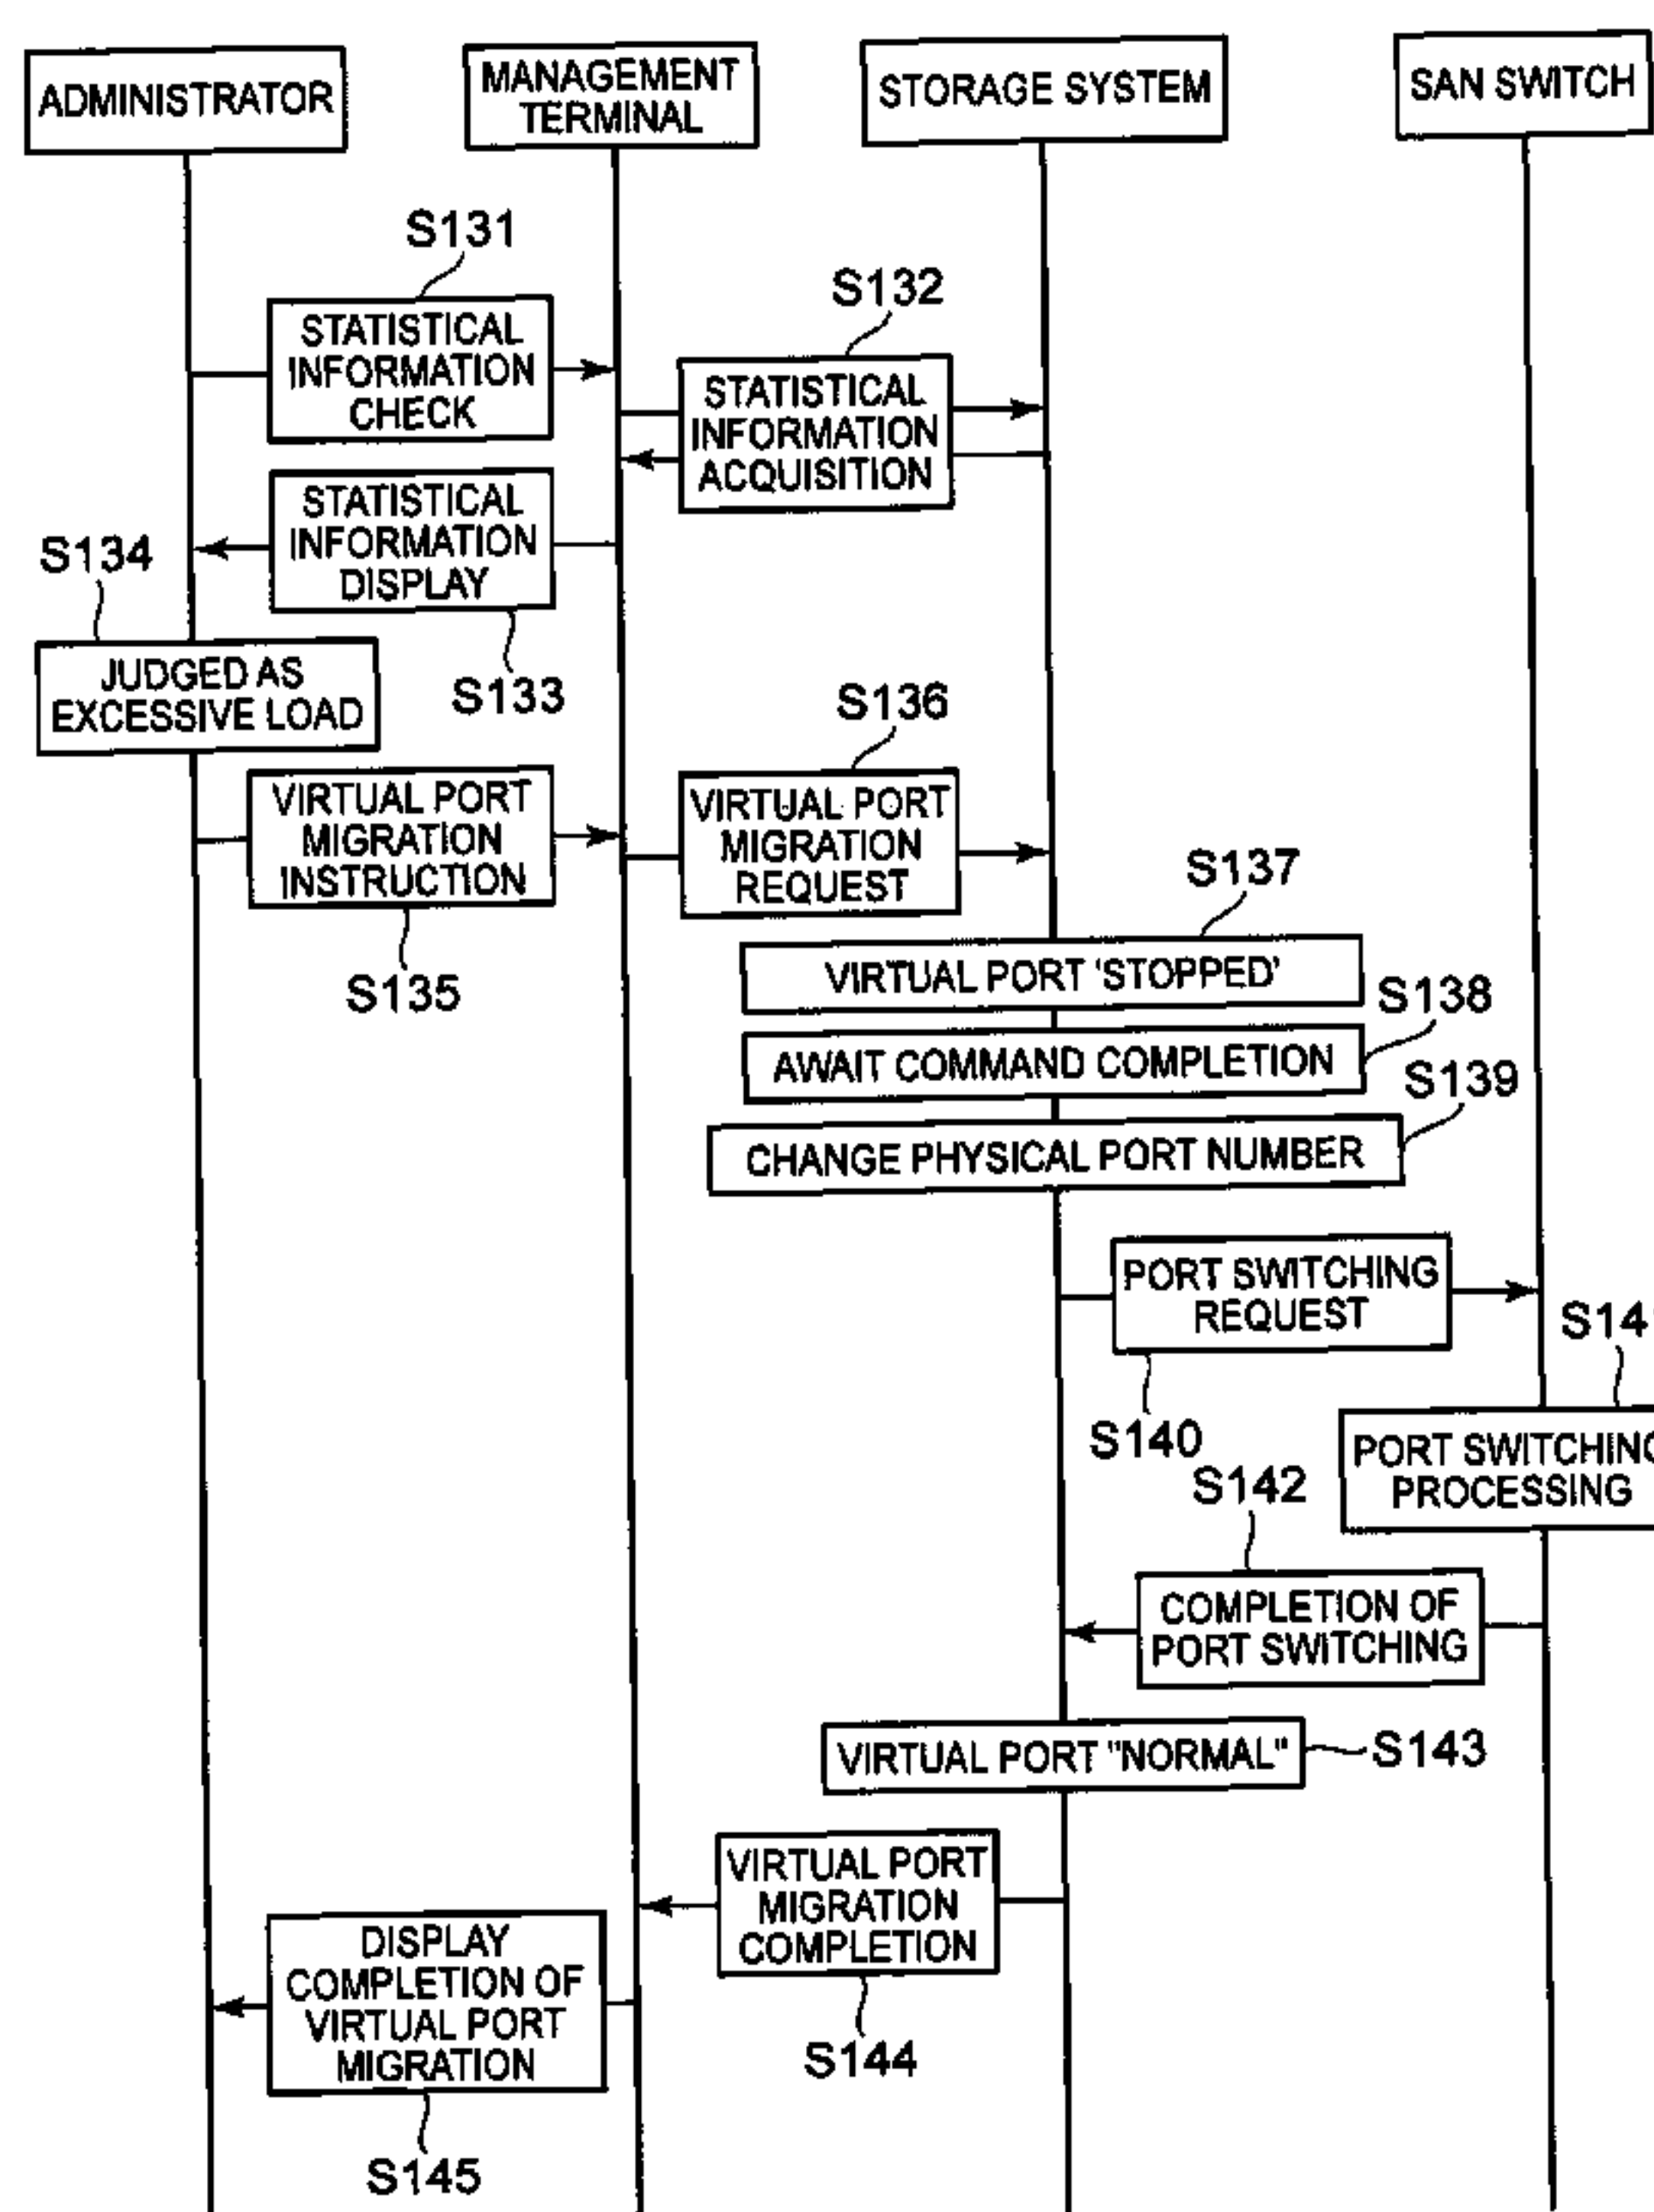 ADMINISTRATOR
MANAGEMENT
TERMINAL
STORAGE SYSTEM
SAN SWITCH
S131
STATISTICAL
INFORMATION
CHECK
S132
STATISTICAL
INFORMATION
ACQUISITION
STATISTICAL
INFORMATION
DISPLAY
S133
S134
JUDGED AS
EXCESSIVE LOAD
VIRTUAL PORT
MIGRATION
INSTRUCTION
S135
S136
VIRTUAL PORT
MIGRATION
REQUEST
S137
VIRTUAL PORT 'STOPPED'
S138
AWAIT COMMAND COMPLETION
S139
CHANGE PHYSICAL PORT NUMBER
PORT SWITCHING
REQUEST
S140
S141
PORT SWITCHING
PROCESSING
S142
COMPLETION OF
PORT SWITCHING
VIRTUAL PORT "NORMAL"
S143
VIRTUAL PORT
MIGRATION
COMPLETION
S144
DISPLAY
COMPLETION OF
VIRTUAL PORT
MIGRATION
S145